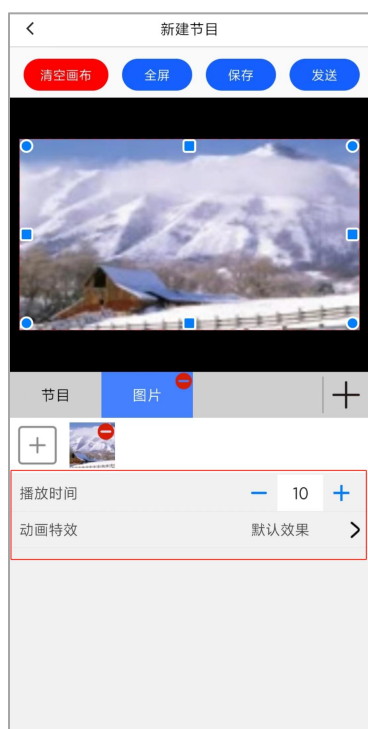 新建节目
清空画布 全屏 保存 发送
节目 图片
播放时间 10
动画特效 默认效果